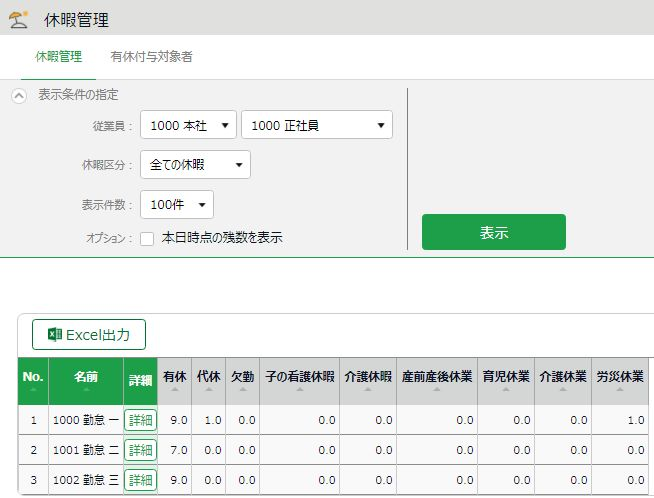 休暇管理
休暇管理 有休付与対象者
表示条件の指定
従業員: 1000 本社 1000 正社員
休暇区分: 全ての休暇
表示件数: 100件
オプション: 本日時点の残数を表示
表示
Excel出力
No. 名前 詳細 有休 代休 欠勤 子の看護休暇 介護休暇 産前産後休業 育児休業 介護休業 労災休業
1 1000 勤怠 一 詳細 9.0 1.0 0.0 0.0 0.0 0.0 0.0 0.0 1.0
2 1001 勤怠 二 詳細 7.0 0.0 0.0 0.0 0.0 0.0 0.0 0.0 0.0
3 1002 勤怠 三 詳細 9.0 0.0 0.0 0.0 0.0 0.0 0.0 0.0 0.0